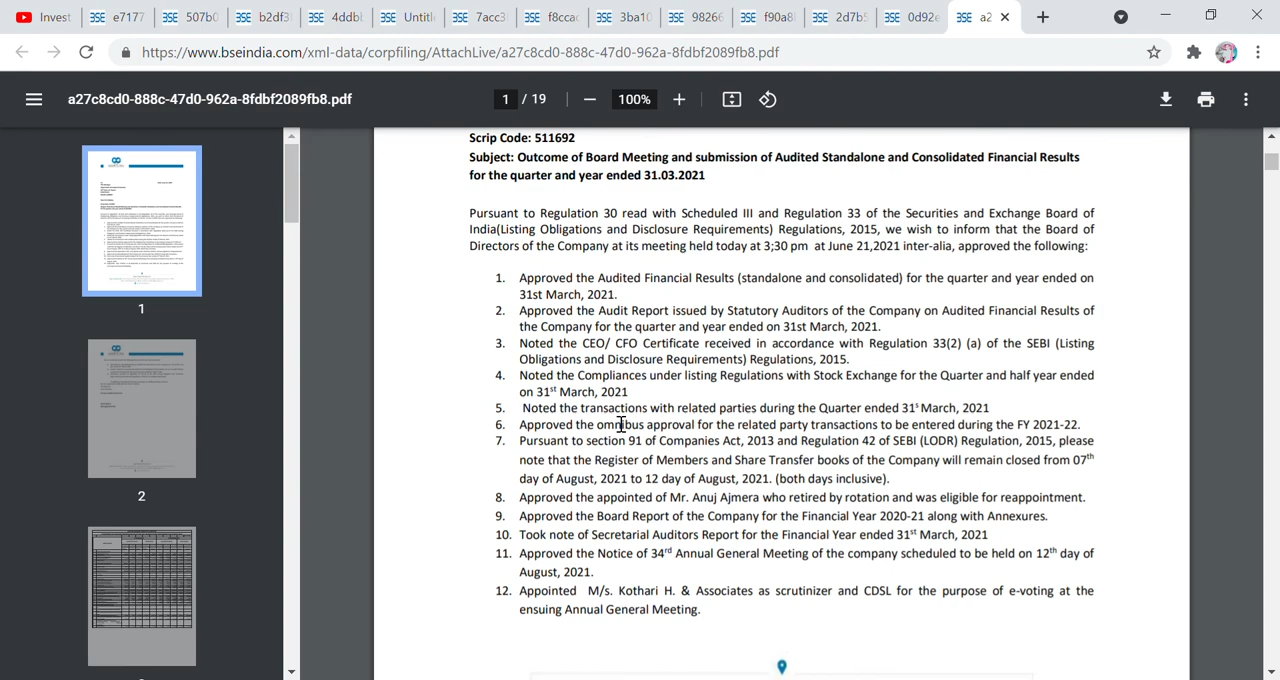 Invest
e7177
507b0
b2df3
4ddbl
Untitl
7acc3
f8cca
3ba10
98266
f90a8
2d7b5
0d92e
a2
https://www.bseindia.com/xml-data/corpfiling/AttachLive/a27c8cd0-888c-47d0-962a-8fdbf2089fb8.pdf
a27c8cd0-888c-47d0-962a-8fdbf2089fb8.pdf
1 / 19
100%
1
2
Scrip Code: 511692
Subject: Outcome of Board Meeting and submission of Audited Standalone and Consolidated Financial Results
for the quarter and year ended 31.03.2021
Pursuant to Regulation 30 read with Scheduled III and Regulation 33 of the Securities and Exchange Board of
India(Listing Obligations and Disclosure Requirements) Regulations, 2015, we wish to inform that the Board of
Directors of the Company at its meeting held today at 3;30 pm at June 21,2021 inter-alia, approved the following:
1. Approved the Audited Financial Results (standalone and consolidated) for the quarter and year ended on
31st March, 2021.
2. Approved the Audit Report issued by Statutory Auditors of the Company on Audited Financial Results of
the Company for the quarter and year ended on 31st March, 2021.
3. Noted the CEO/ CFO Certificate received in accordance with Regulation 33(2) (a) of the SEBI (Listing
Obligations and Disclosure Requirements) Regulations, 2015.
4. Noted the Compliances under listing Regulations with Stock Exchange for the Quarter and half year ended
on 31st March, 2021
5. Noted the transactions with related parties during the Quarter ended 31s March, 2021
6. Approved the omnibus approval for the related party transactions to be entered during the FY 2021-22.
7. Pursuant to section 91 of Companies Act, 2013 and Regulation 42 of SEBI (LODR) Regulation, 2015, please
note that the Register of Members and Share Transfer books of the Company will remain closed from 07th
day of August, 2021 to 12 day of August, 2021. (both days inclusive).
8. Approved the appointed of Mr. Anuj Ajmera who retired by rotation and was eligible for reappointment.
9. Approved the Board Report of the Company for the Financial Year 2020-21 along with Annexures.
10. Took note of Secretarial Auditors Report for the Financial Year ended 31st March, 2021
11. Approved the Notice of 34rd Annual General Meeting of the company scheduled to be held on 12th day of
August, 2021.
12. Appointed M/s. Kothari H. & Associates as scrutinizer and CDSL for the purpose of e-voting at the
ensuing Annual General Meeting.